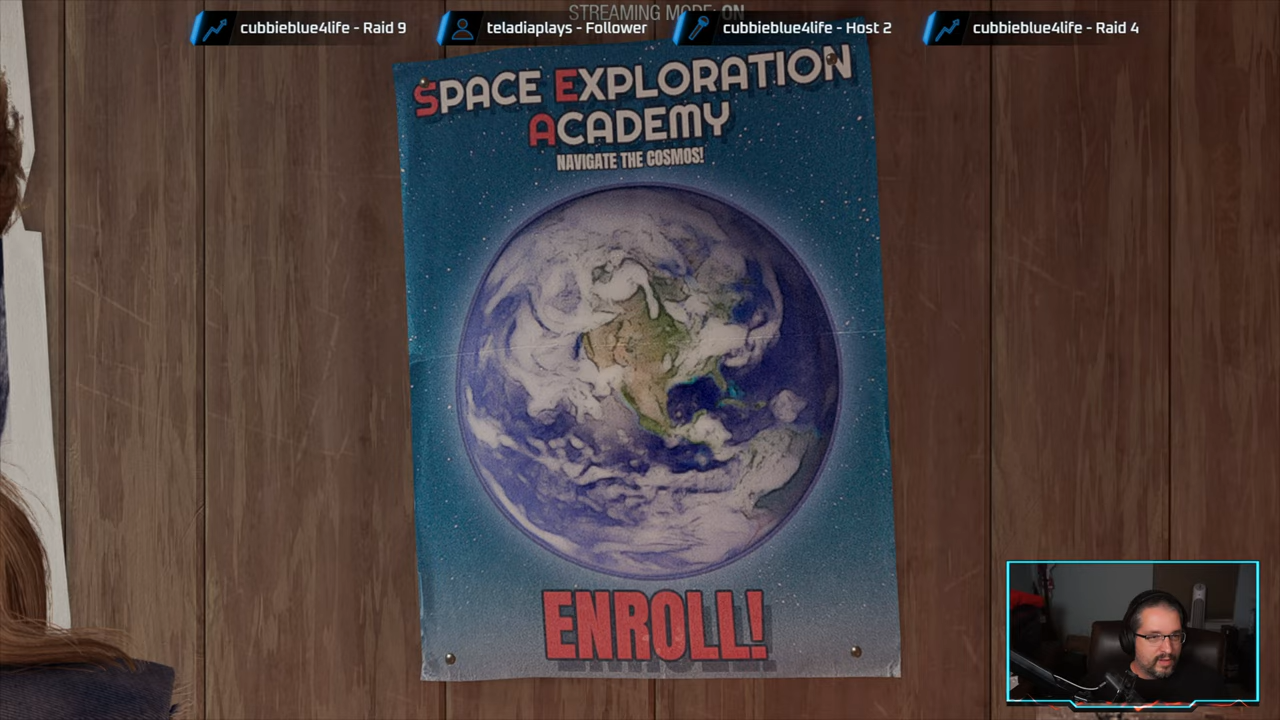 STREAMING MODE: ON
cubbieblue4life - Raid 9
teladiaplays - Follower
cubbieblue4life - Host 2
cubbieblue4life - Raid 4
SPACE EXPLORATION
ACADEMY
NAVIGATE THE COSMOS!
ENROLL!